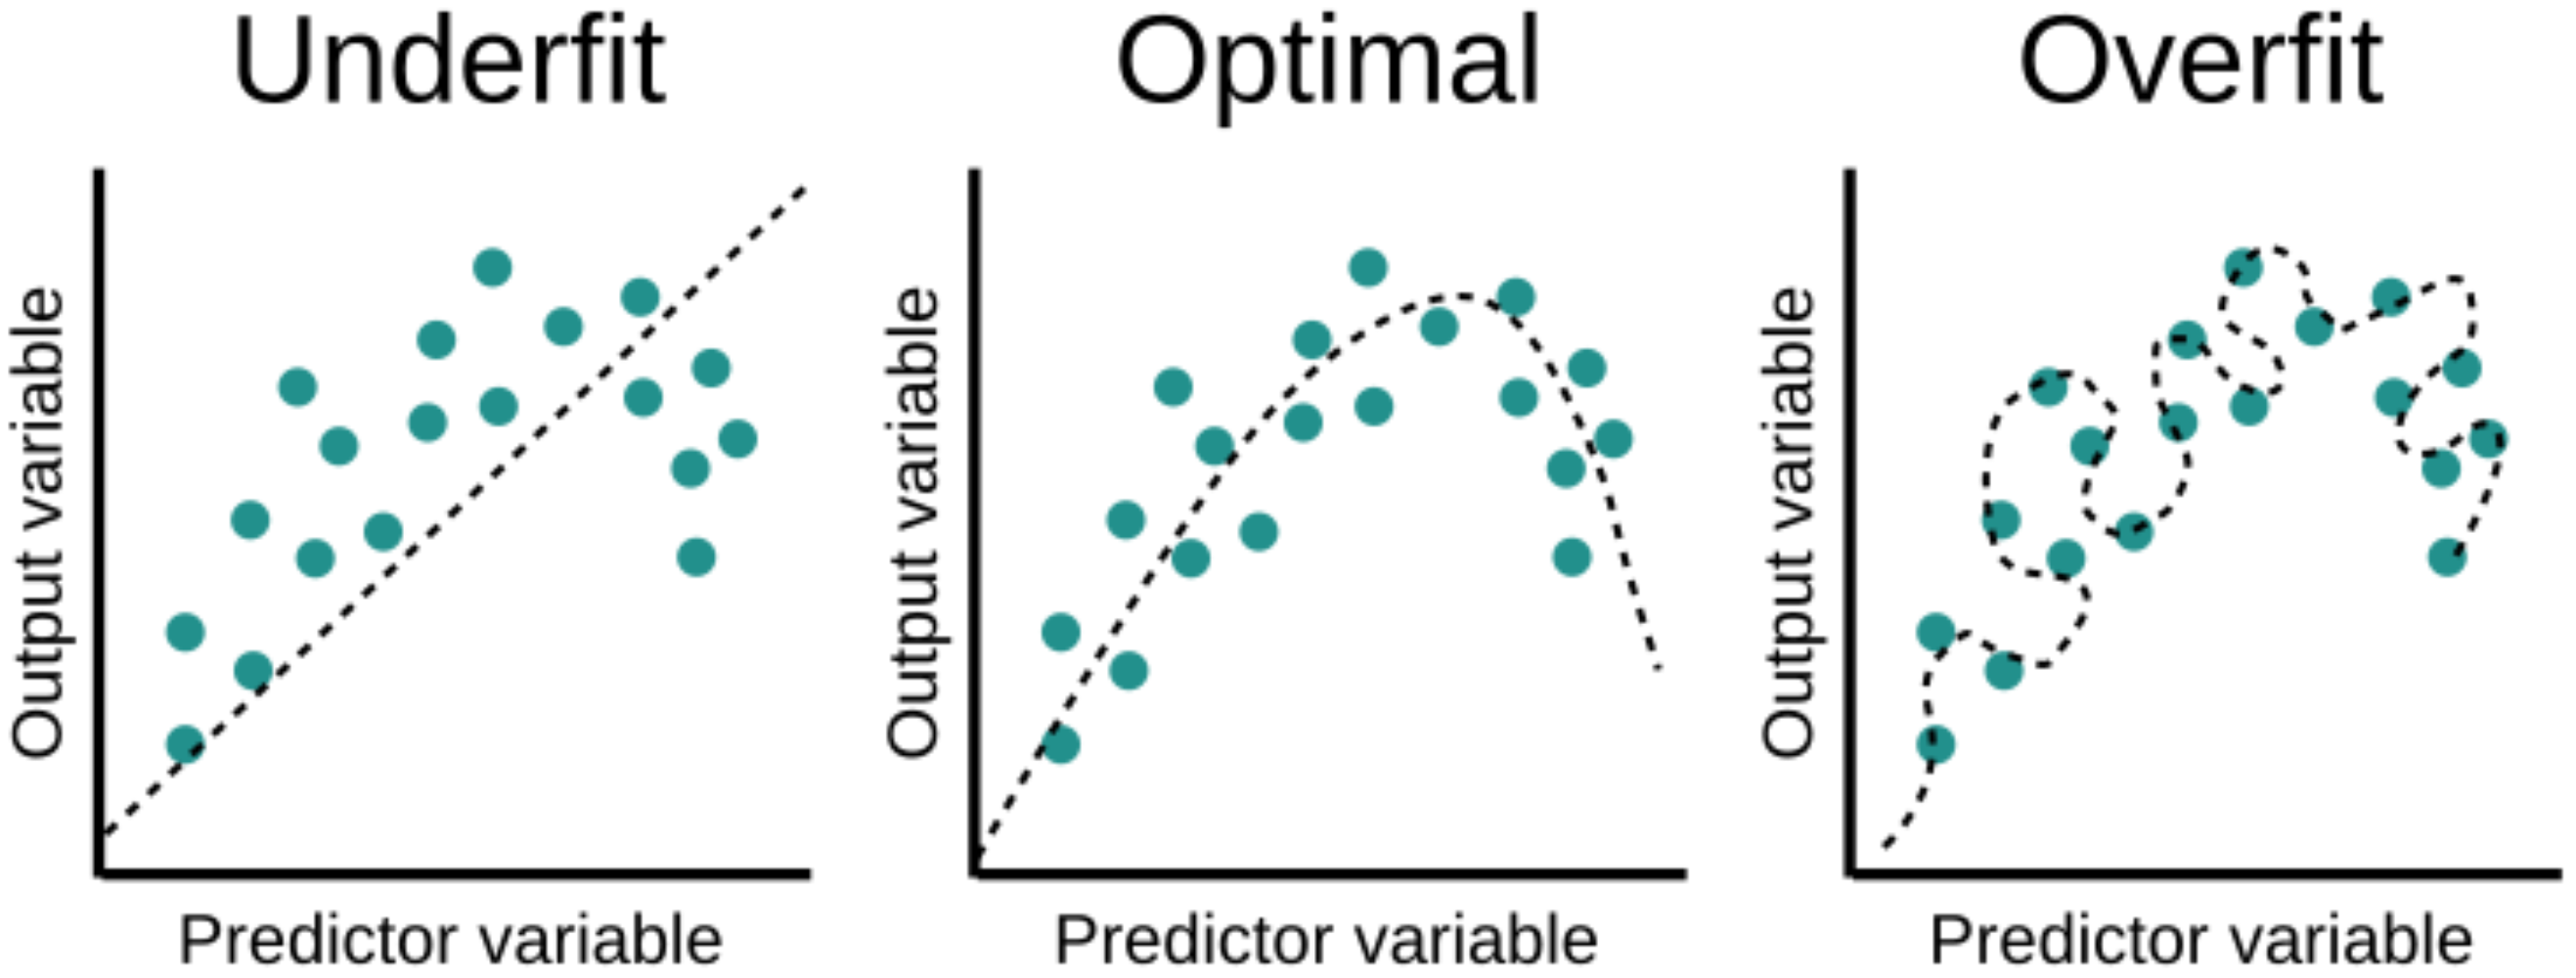 Underfit
Optimal
Overfit
Output variable
Output variable
Output variable
Predictor variable
Predictor variable
Predictor variable